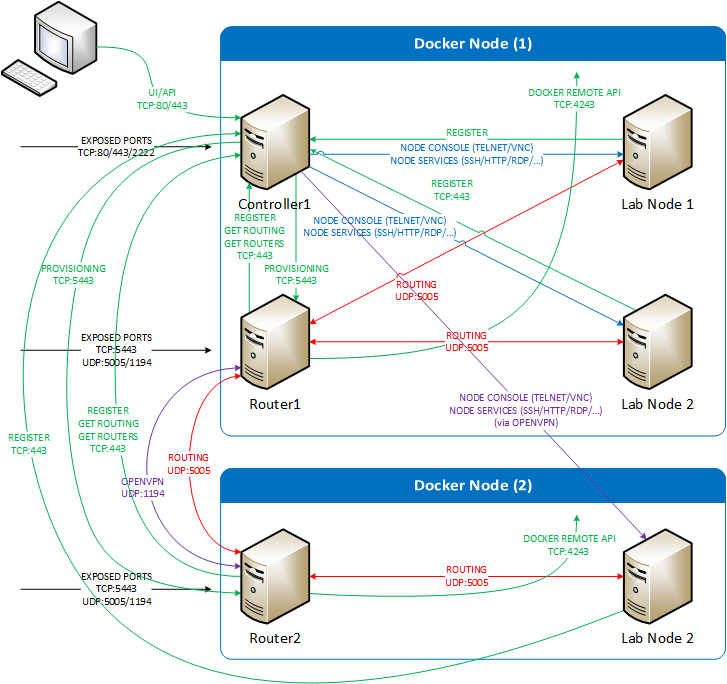 Docker Node (1)
UI/API
TCP:80/443
DOCKER REMOTE API
TCP:4243
EXPOSED PORTS
TCP:80/443/2222
REGISTER
NODE CONSOLE (TELNET/VNC)
NODE SERVICES (SSH/HTTP/RDP/...)
REGISTER
TCP:443
Controller1
Lab Node 1
REGISTER
GET ROUTING
GET ROUTERS
TCP:443
NODE CONSOLE (TELNET/VNC)
NODE SERVICES (SSH/HTTP/RDP/...)
PROVISIONING
TCP:5443
PROVISIONING
TCP:5443
ROUTING
UDP:5005
EXPOSED PORTS
TCP:5443
UDP:5005/1194
ROUTING
UDP:5005
Router1
Lab Node 2
NODE CONSOLE (TELNET/VNC)
NODE SERVICES (SSH/HTTP/RDP/...)
(via OPENVPN)
REGISTER
TCP:443
REGISTER
GET ROUTING
GET ROUTERS
TCP:443
ROUTING
UDP:5005
OPENVPN
UDP:1194
Docker Node (2)
DOCKER REMOTE API
TCP:4243
EXPOSED PORTS
TCP:5443
UDP:5005/1194
ROUTING
UDP:5005
Router2
Lab Node 2